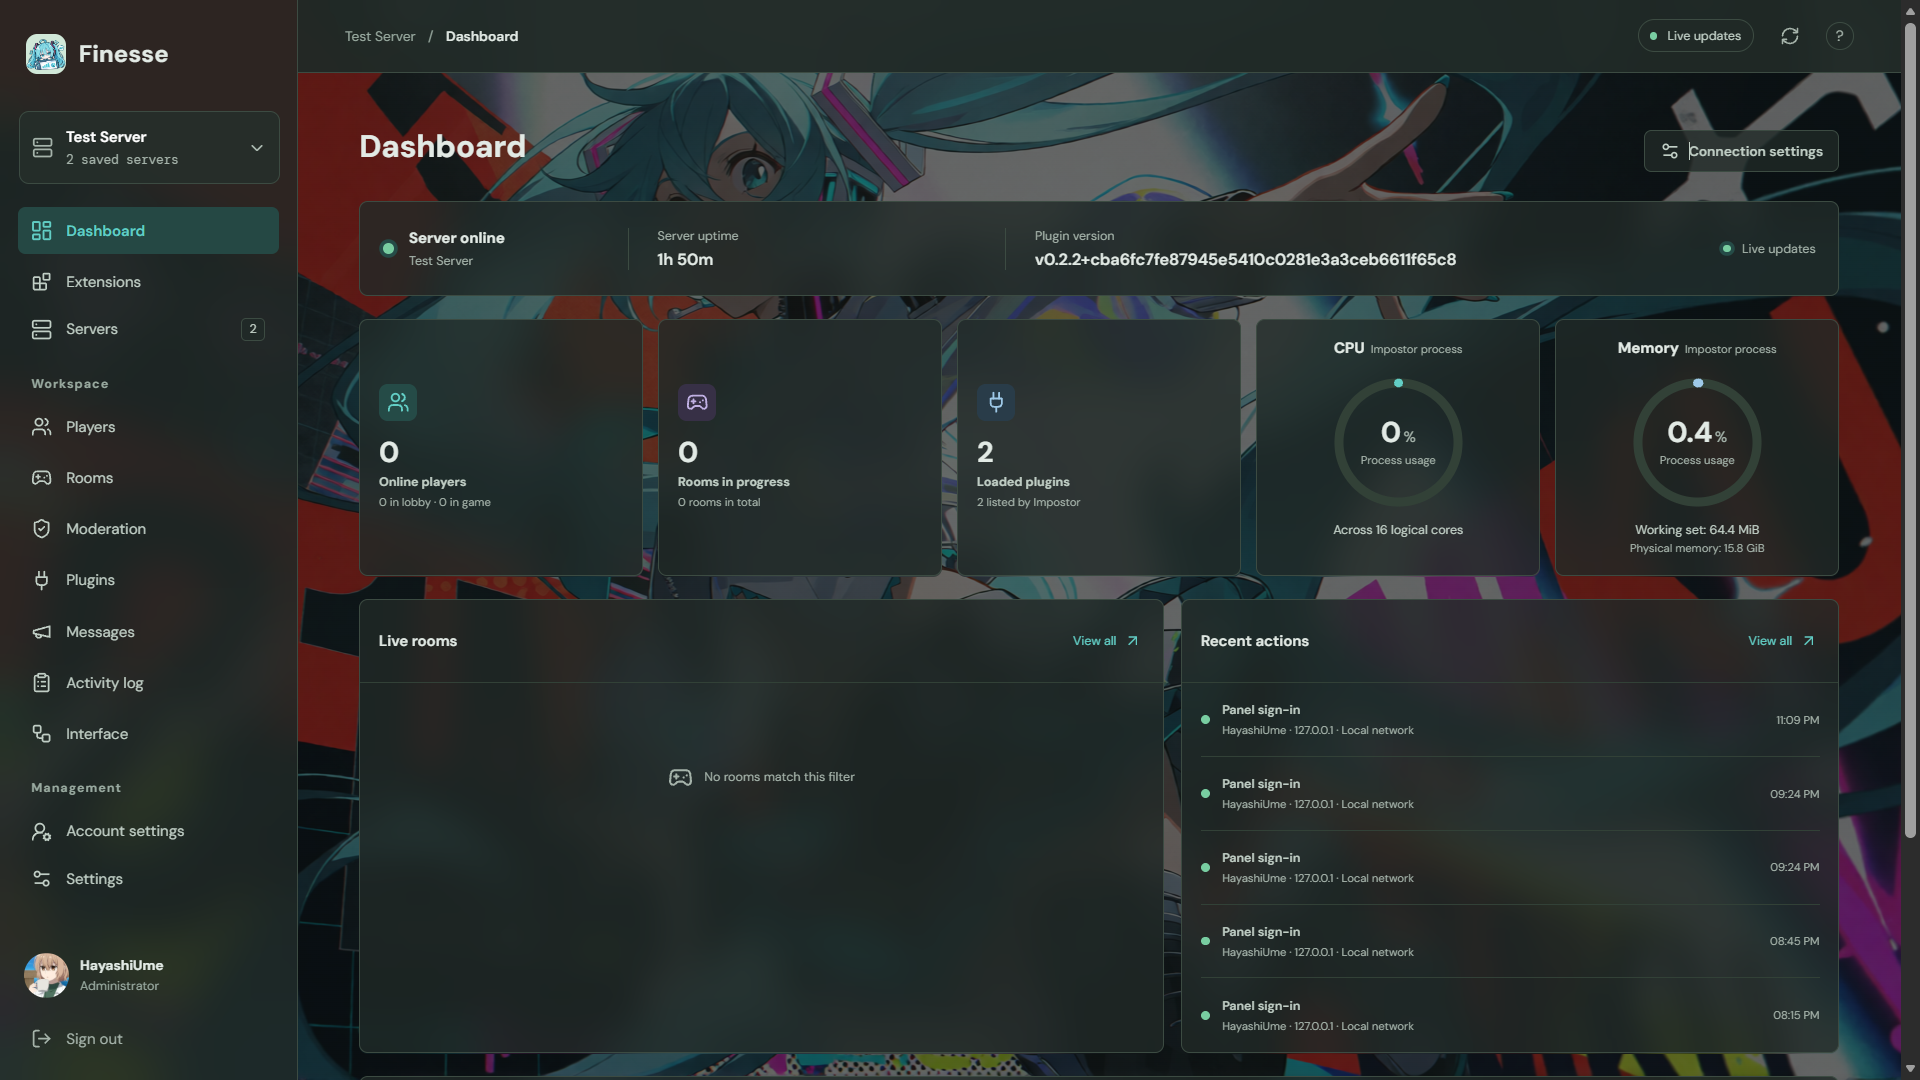 Finesse
Test Server
2 saved servers
Dashboard
Extensions
Servers
2
Workspace
Players
Rooms
Moderation
Plugins
Messages
Activity log
Interface
Management
Account settings
Settings
HayashiUme
Administrator
Sign out
Test Server / Dashboard
Live updates
?
Dashboard
Connection settings
Server online
Test Server
Server uptime
1h 50m
Plugin version
v0.2.2+cba6fc7fe87945e5410c0281e3a3ceb6611f65c8
Live updates
0
Online players
0 in lobby · 0 in game
0
Rooms in progress
0 rooms in total
2
Loaded plugins
2 listed by Impostor
CPU Impostor process
0 %
Process usage
Across 16 logical cores
Memory Impostor process
0.4 %
Process usage
Working set: 64.4 MiB
Physical memory: 15.8 GiB
Live rooms
View all
No rooms match this filter
Recent actions
View all
Panel sign-in
HayashiUme · 127.0.0.1 · Local network
11:09 PM
Panel sign-in
HayashiUme · 127.0.0.1 · Local network
09:24 PM
Panel sign-in
HayashiUme · 127.0.0.1 · Local network
09:24 PM
Panel sign-in
HayashiUme · 127.0.0.1 · Local network
08:45 PM
Panel sign-in
HayashiUme · 127.0.0.1 · Local network
08:15 PM